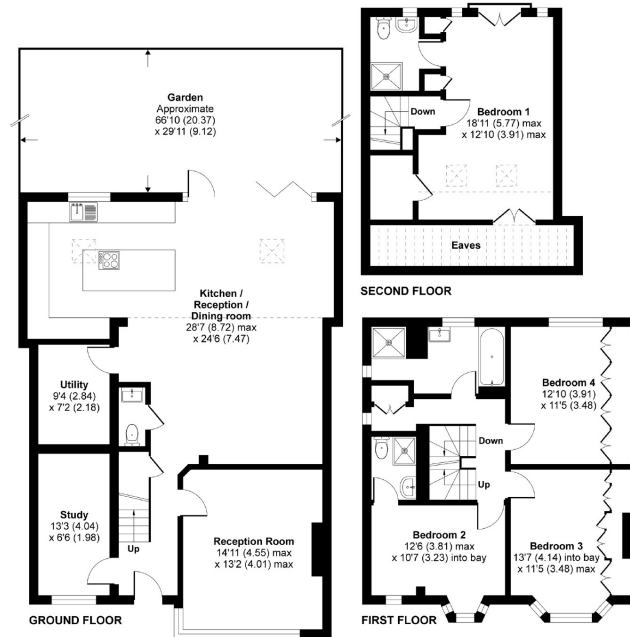 Garden
Approximate
66'10 (20.37)
x 29'11 (9.12)
Kitchen /
Reception /
Dining room
28'7 (8.72) max
x 24'6 (7.47)
Utility
9'4 (2.84)
x 7'2 (2.18)
Study
13'3 (4.04)
x 6'6 (1.98)
Up
Reception Room
14'11 (4.55) max
x 13'2 (4.01) max
GROUND FLOOR
Down
Bedroom 1
18'11 (5.77) max
x 12'10 (3.91) max
Eaves
SECOND FLOOR
Bedroom 4
12'10 (3.91)
x 11'5 (3.48)
Down
Up
Bedroom 2
12'6 (3.81) max
x 10'7 (3.23) into bay
Bedroom 3
13'7 (4.14) into bay
x 11'5 (3.48) max
FIRST FLOOR